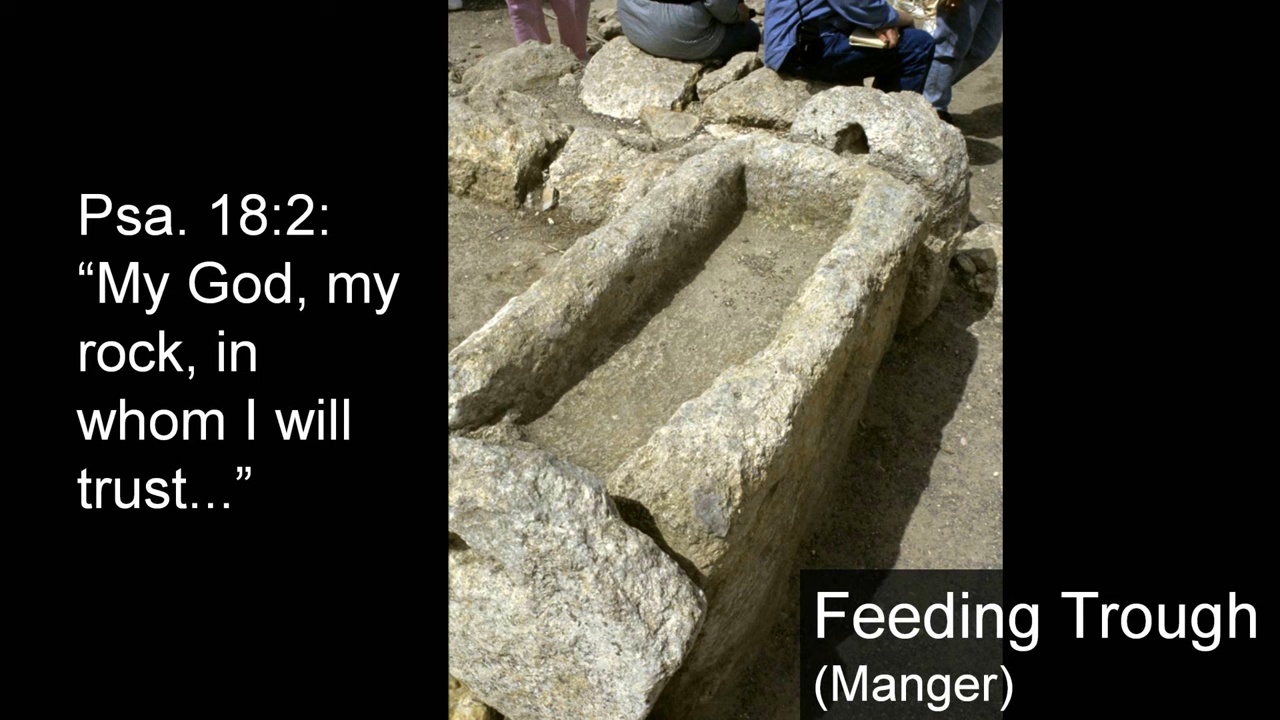 Psa. 18:2:
“My God, my
rock, in
whom I will
trust...”
Feeding Trough
(Manger)